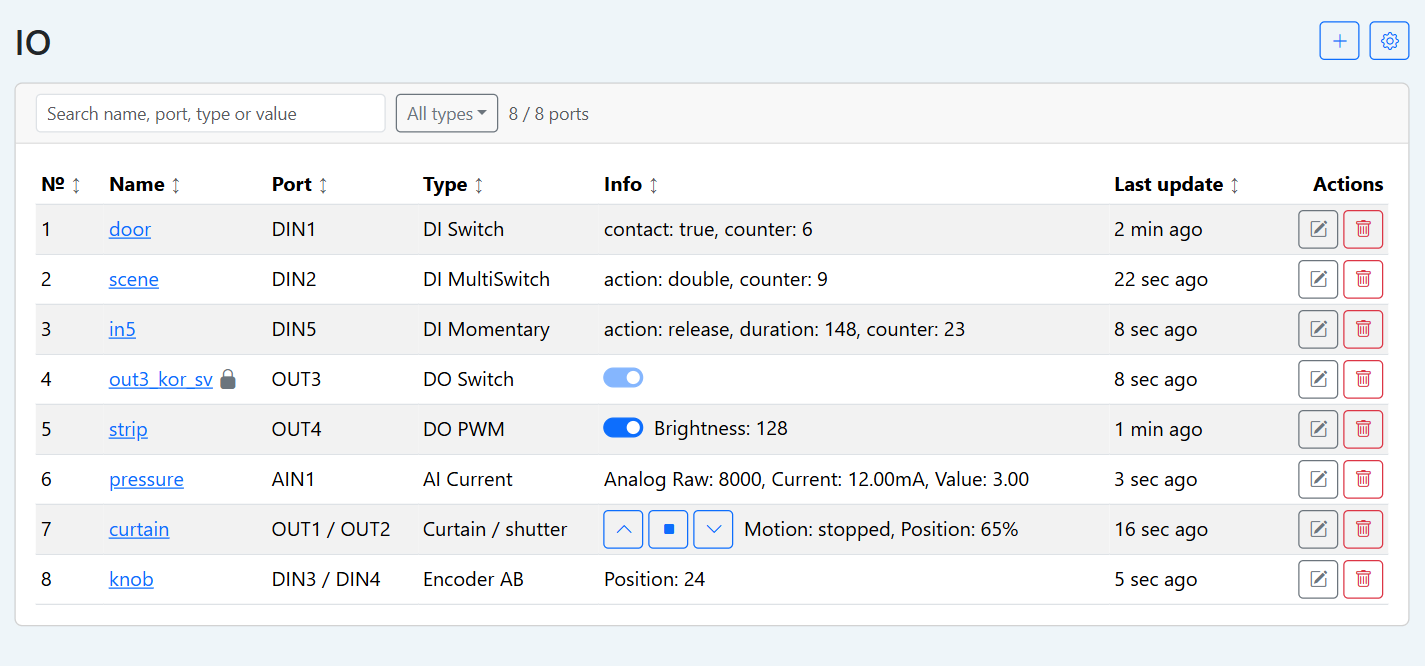 IO
Search name, port, type or value All types 8 / 8 ports
Nº Name Port Type Info Last update Actions
1 door DIN1 DI Switch contact: true, counter: 6 2 min ago
2 scene DIN2 DI MultiSwitch action: double, counter: 9 22 sec ago
3 in5 DIN5 DI Momentary action: release, duration: 148, counter: 23 8 sec ago
4 out3_kor_sv OUT3 DO Switch 8 sec ago
5 strip OUT4 DO PWM Brightness: 128 1 min ago
6 pressure AIN1 AI Current Analog Raw: 8000, Current: 12.00mA, Value: 3.00 3 sec ago
7 curtain OUT1 / OUT2 Curtain / shutter Motion: stopped, Position: 65% 16 sec ago
8 knob DIN3 / DIN4 Encoder AB Position: 24 5 sec ago